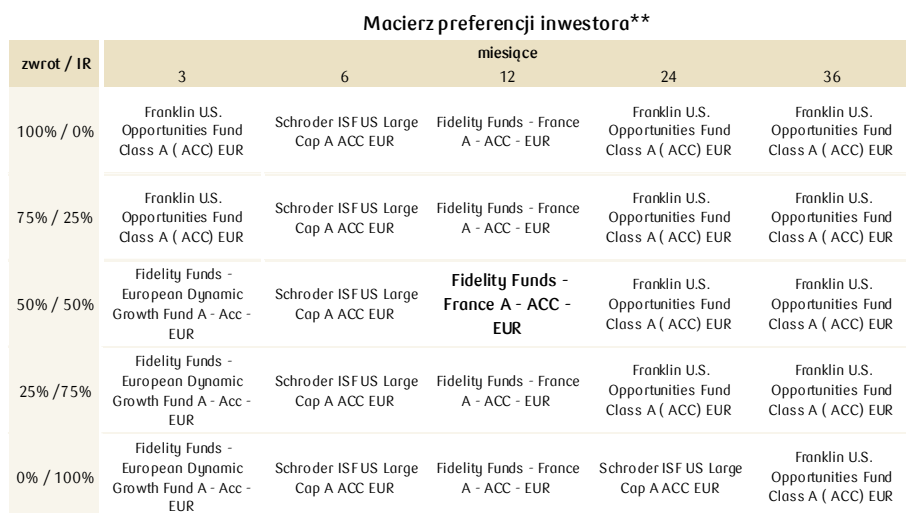 Macierz preferencji inwestora**
zwrot / IR
miesiące
3 6 12 24 36
100% / 0%
Franklin U.S.
Opportunities Fund
Class A ( ACC) EUR
Schroder ISF US Large
Cap A ACC EUR
Fidelity Funds - France
A - ACC - EUR
Franklin U.S.
Opportunities Fund
Class A ( ACC) EUR
Franklin U.S.
Opportunities Fund
Class A ( ACC) EUR
75% / 25%
Franklin U.S.
Opportunities Fund
Class A ( ACC) EUR
Schroder ISF US Large
Cap A ACC EUR
Fidelity Funds - France
A - ACC - EUR
Franklin U.S.
Opportunities Fund
Class A ( ACC) EUR
Franklin U.S.
Opportunities Fund
Class A ( ACC) EUR
50% / 50%
Fidelity Funds -
European Dynamic
Growth Fund A - Acc -
EUR
Schroder ISF US Large
Cap A ACC EUR
Fidelity Funds -
France A - ACC -
EUR
Franklin U.S.
Opportunities Fund
Class A ( ACC) EUR
Franklin U.S.
Opportunities Fund
Class A ( ACC) EUR
25% /75%
Fidelity Funds -
European Dynamic
Growth Fund A - Acc -
EUR
Schroder ISF US Large
Cap A ACC EUR
Fidelity Funds - France
A - ACC - EUR
Franklin U.S.
Opportunities Fund
Class A ( ACC) EUR
Franklin U.S.
Opportunities Fund
Class A ( ACC) EUR
0% / 100%
Fidelity Funds -
European Dynamic
Growth Fund A - Acc -
EUR
Schroder ISF US Large
Cap A ACC EUR
Fidelity Funds - France
A - ACC - EUR
Schroder ISF US Large
Cap A ACC EUR
Franklin U.S.
Opportunities Fund
Class A ( ACC) EUR